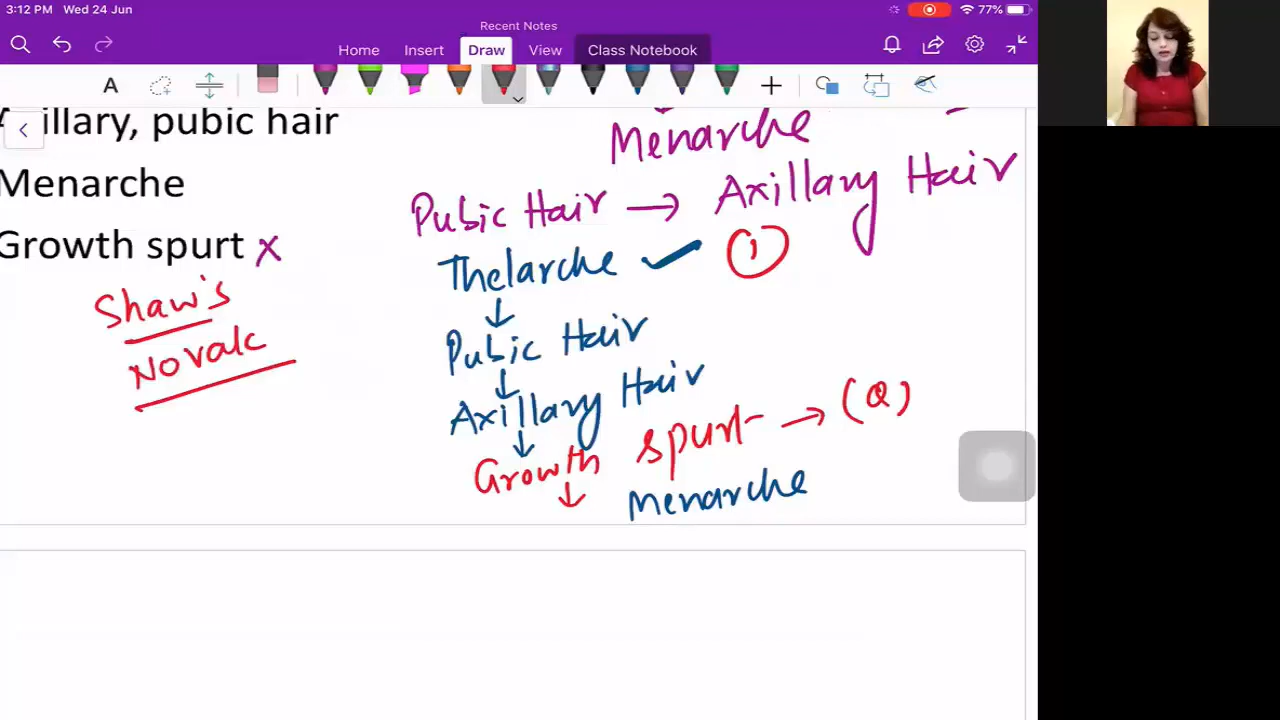 3:12 PM Wed 24 Jun
77%
Recent Notes
Home Insert Draw View Class Notebook
A
Axillary, pubic hair
Menarche
Growth spurt x
Shaw's
Novak
Menarche
Pubic Hair → Axillary Hair
Thelarche ✓ ①
↓
Pubic Hair
↓
Axillary Hair
↓
Growth spurt → (Q)
↓ Menarche